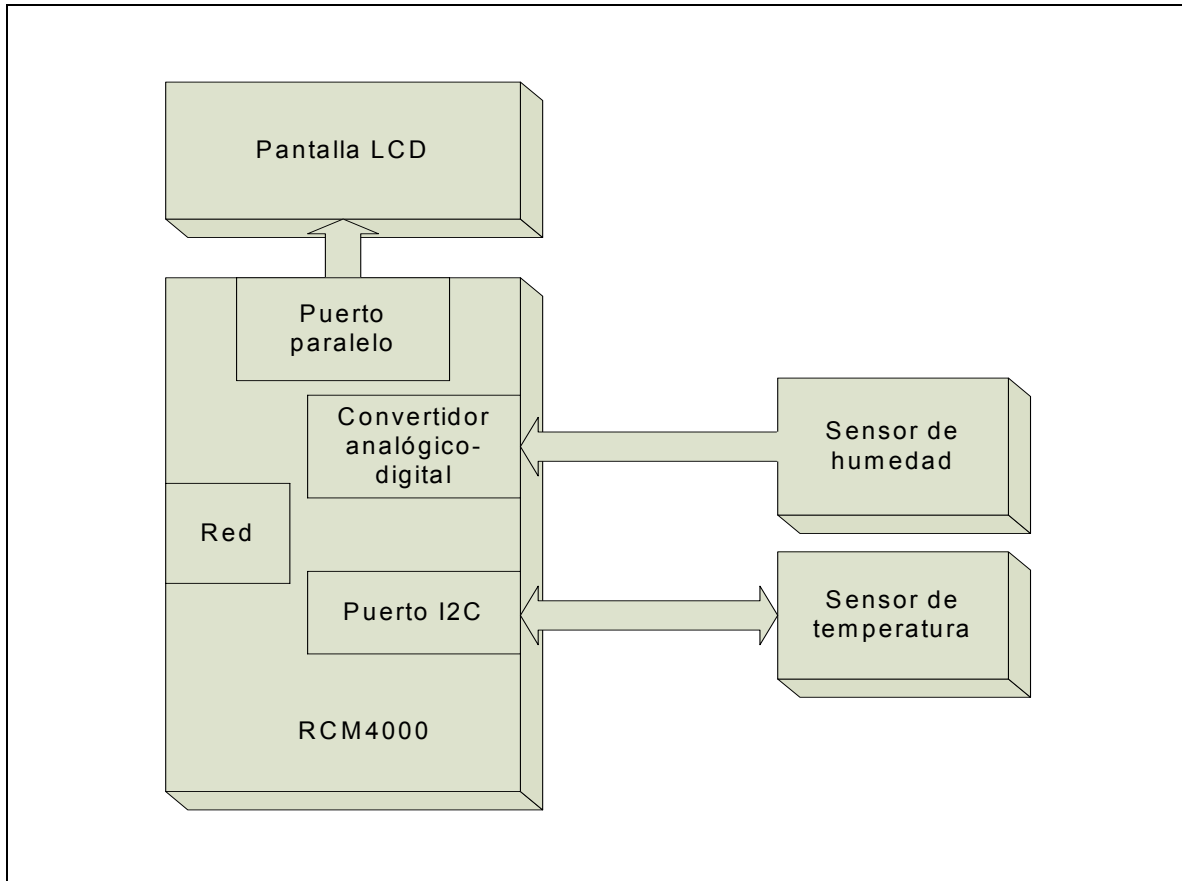 Pantalla LCD
Puerto
paralelo
Convertidor
analógico-
digital
Sensor de
humedad
Red
Puerto I2C
Sensor de
temperatura
RCM4000